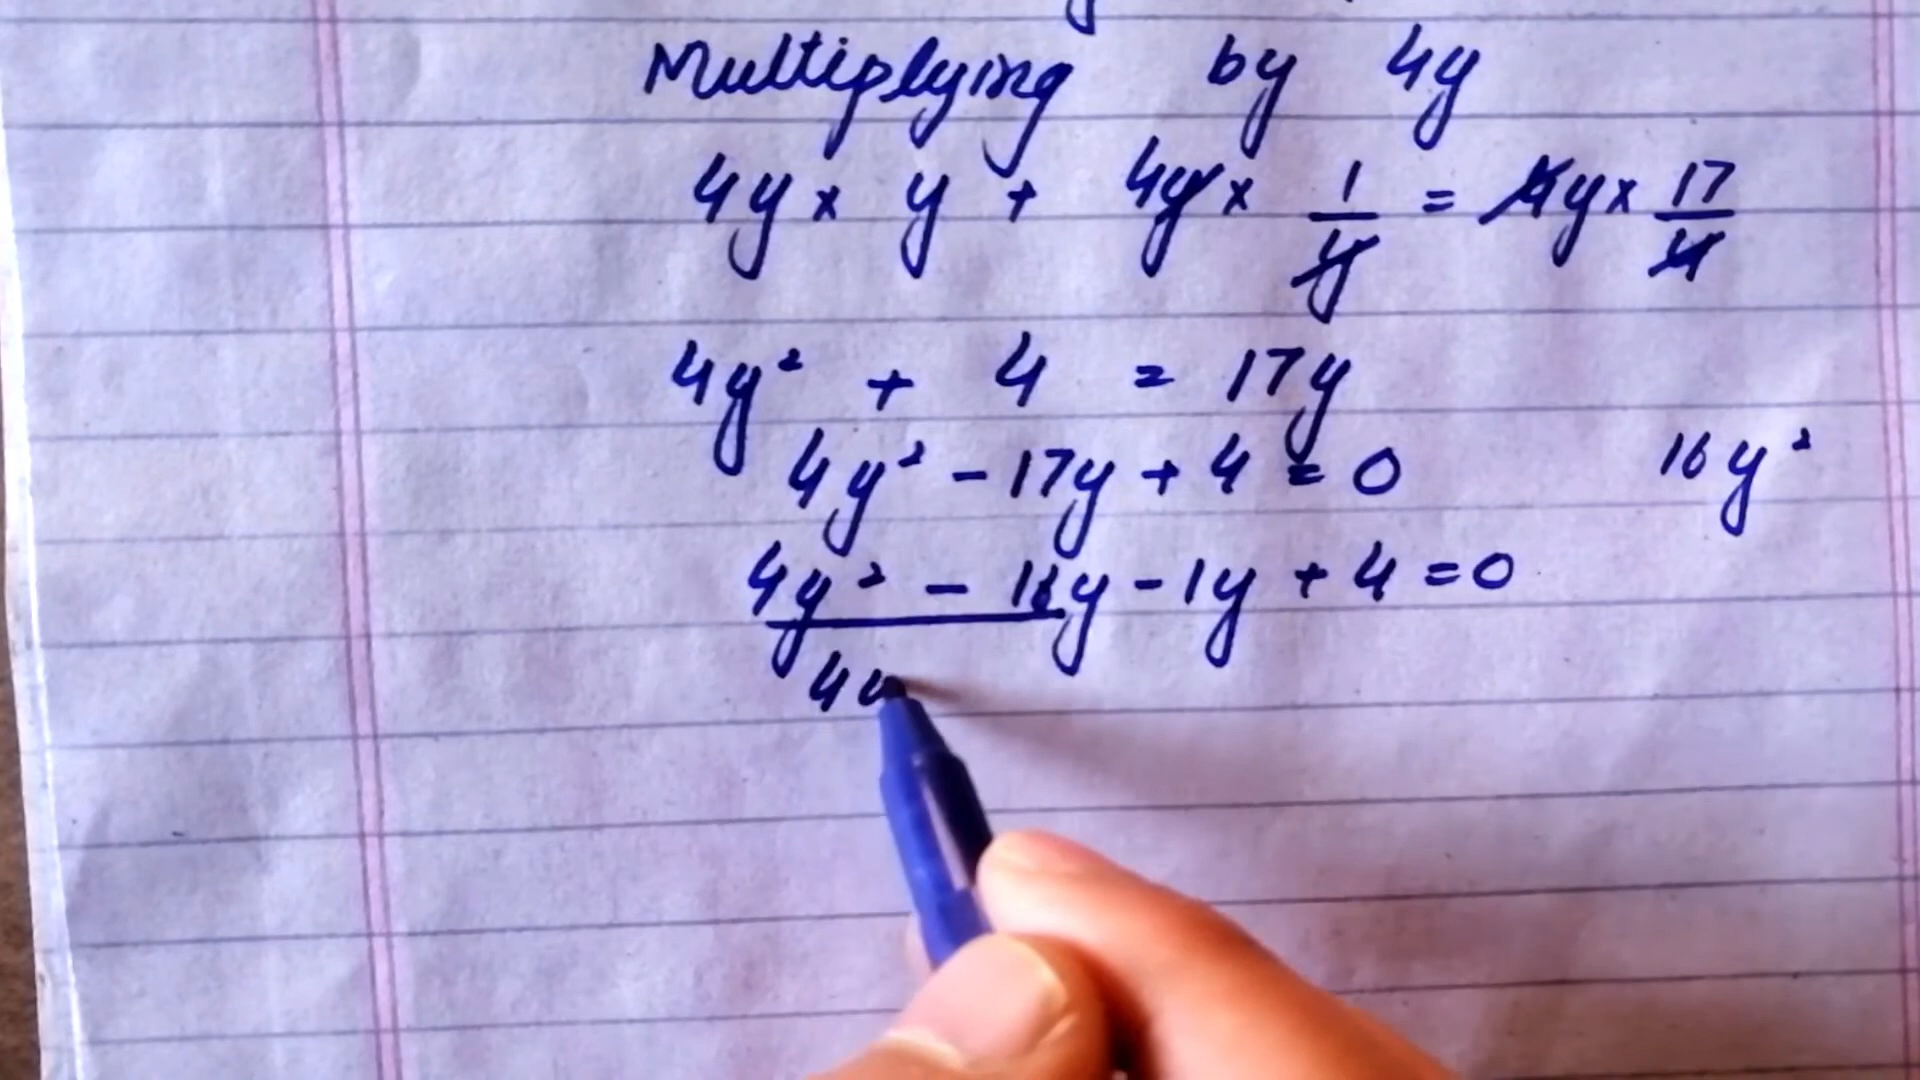 Multiplying by 4y
4y × y + 4y × 1/y = 4y × 17/4
4y² + 4 = 17y
4y² - 17y + 4 = 0
16y²
4y² - 16y - 1y + 4 = 0
4y